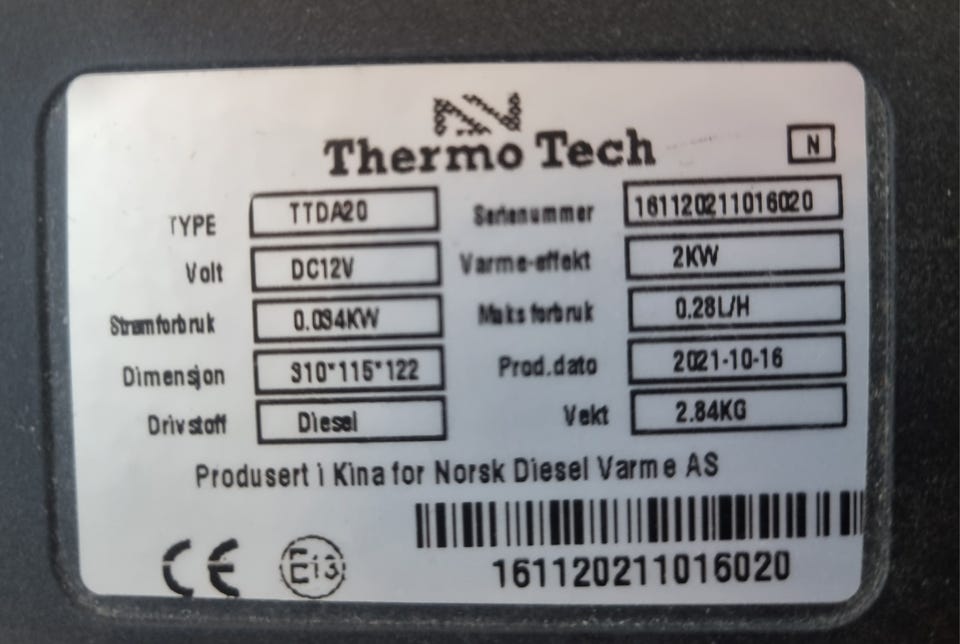 Thermo Tech
N
TYPE TTDA20 Serienummer 161120211016020
Volt DC12V Varme-effekt 2KW
Strømforbruk 0.034KW Maks forbruk 0.28L/H
Dimensjon 310*115*122 Prod.dato 2021-10-16
Drivstoff Diesel Vekt 2.84KG
Produsert i Kina for Norsk Diesel Varme AS
CE E13
161120211016020